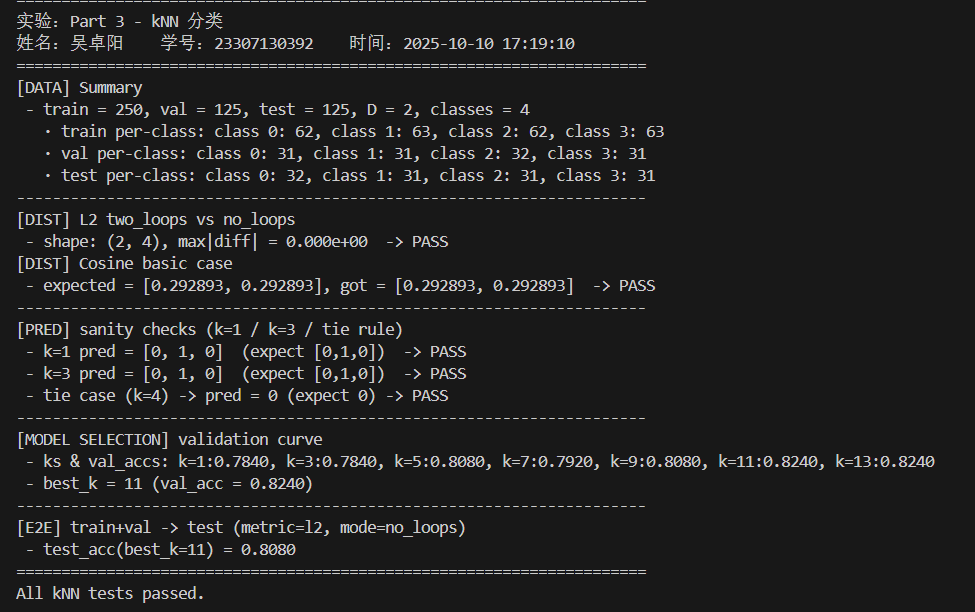 ======================================================================
实验: Part 3 - kNN 分类
姓名: 吴卓阳    学号: 23307130392    时间: 2025-10-10 17:19:10
======================================================================
[DATA] Summary
 - train = 250, val = 125, test = 125, D = 2, classes = 4
   · train per-class: class 0: 62, class 1: 63, class 2: 62, class 3: 63
   · val per-class: class 0: 31, class 1: 31, class 2: 32, class 3: 31
   · test per-class: class 0: 32, class 1: 31, class 2: 31, class 3: 31
----------------------------------------------------------------------
[DIST] L2 two_loops vs no_loops
 - shape: (2, 4), max|diff| = 0.000e+00  -> PASS
[DIST] Cosine basic case
 - expected = [0.292893, 0.292893], got = [0.292893, 0.292893]  -> PASS
----------------------------------------------------------------------
[PRED] sanity checks (k=1 / k=3 / tie rule)
 - k=1 pred = [0, 1, 0]  (expect [0,1,0])  -> PASS
 - k=3 pred = [0, 1, 0]  (expect [0,1,0])  -> PASS
 - tie case (k=4) -> pred = 0 (expect 0) -> PASS
----------------------------------------------------------------------
[MODEL SELECTION] validation curve
 - ks & val_accs: k=1:0.7840, k=3:0.7840, k=5:0.8080, k=7:0.7920, k=9:0.8080, k=11:0.8240, k=13:0.8240
 - best_k = 11 (val_acc = 0.8240)
----------------------------------------------------------------------
[E2E] train+val -> test (metric=l2, mode=no_loops)
 - test_acc(best_k=11) = 0.8080
======================================================================
All kNN tests passed.